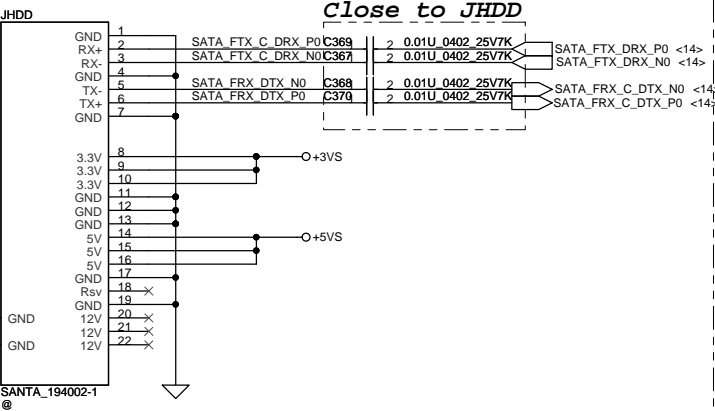 Close to JHDD
JHDD
GND 1
RX+ 2 SATA_FTX_C_DRX_P0 C369 2 0.01U_0402_25V7K SATA_FTX_DRX_P0 <14>
RX- 3 SATA_FTX_C_DRX_N0 C367 2 0.01U_0402_25V7K SATA_FTX_DRX_N0 <14>
GND 4
TX- 5 SATA_FRX_DTX_N0 C368 2 0.01U_0402_25V7K SATA_FRX_C_DTX_N0 <14
TX+ 6 SATA_FRX_DTX_P0 C370 2 0.01U_0402_25V7K SATA_FRX_C_DTX_P0 <14
GND 7
3.3V 8 +3VS
3.3V 9
3.3V 10
GND 11
GND 12
GND 13
5V 14 +5VS
5V 15
5V 16
GND 17
Rsv 18
GND 19
GND 12V 20
12V 21
GND 12V 22
SANTA_194002-1
@